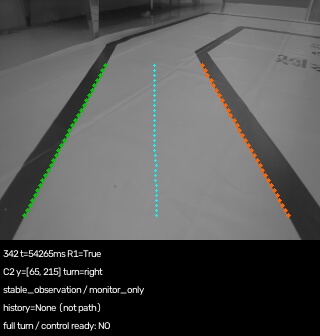 342 t=54265ms R1=True
C2 y=[65, 215] turn=right
stable_observation / monitor_only
history=None (not path)
full turn / control ready: NO